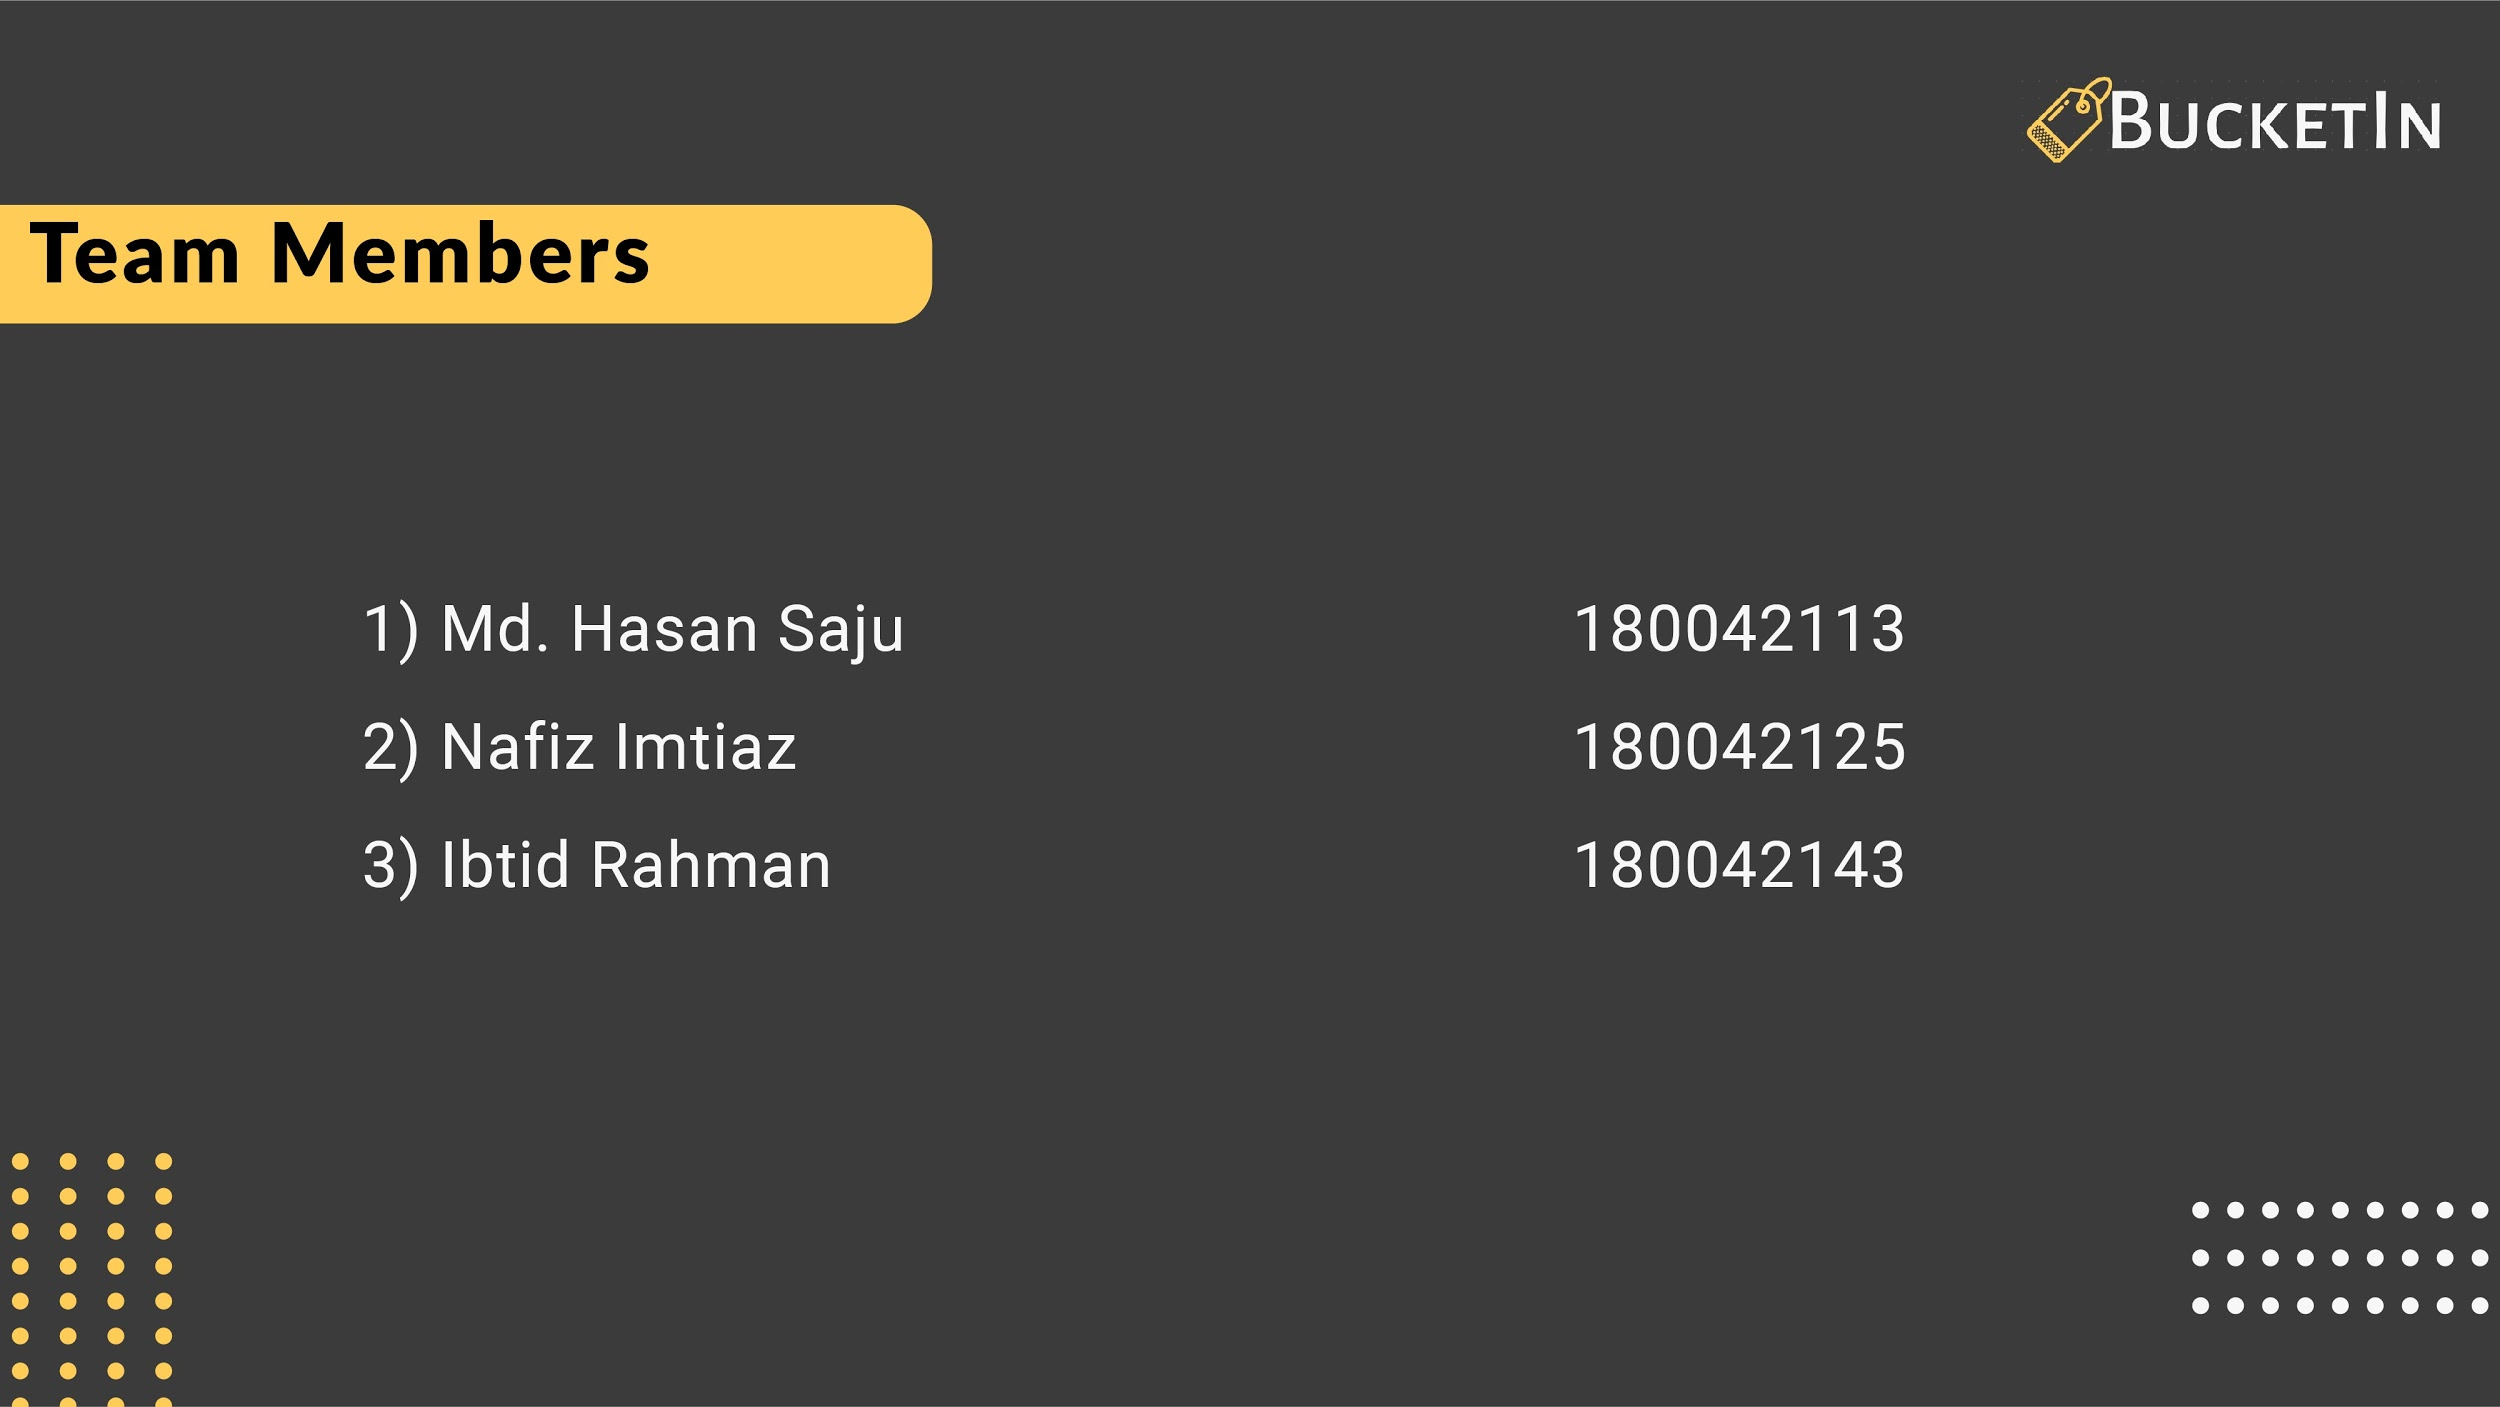 BUCKETIN
Team Members
1) Md. Hasan Saju 180042113
2) Nafiz Imtiaz 180042125
3) Ibtid Rahman 180042143